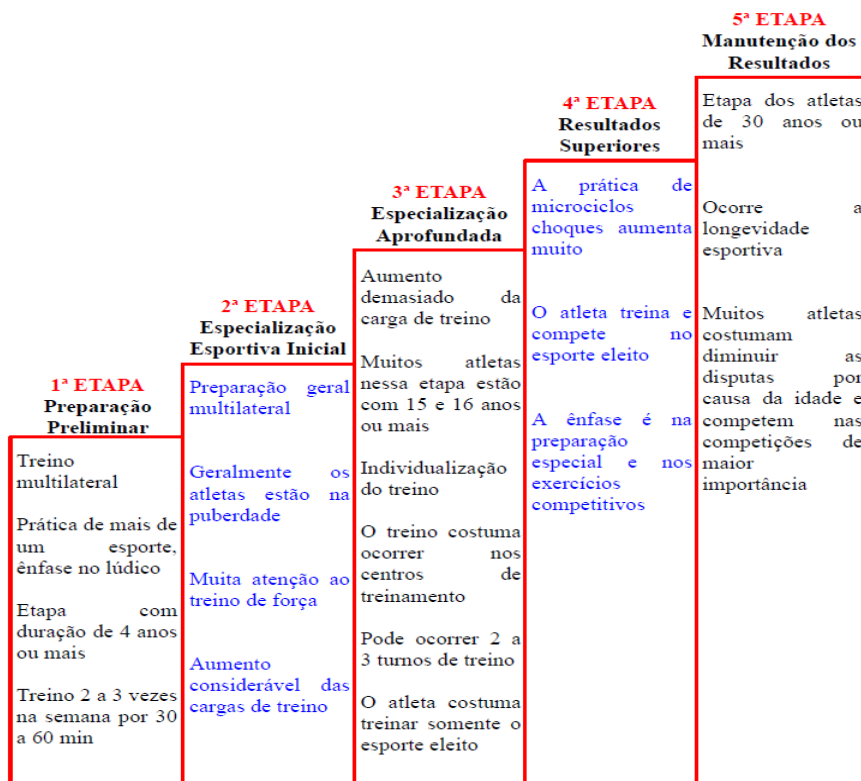 1ª ETAPA
Preparação
Preliminar
Treino
multilateral
Prática de mais de
um esporte,
ênfase no lúdico
Etapa com
duração de 4 anos
ou mais
Treino 2 a 3 vezes
na semana por 30
a 60 min
2ª ETAPA
Especialização
Esportiva Inicial
Preparação geral
multilateral
Geralmente os
atletas estão na
puberdade
Muita atenção ao
treino de força
Aumento
considerável das
cargas de treino
3ª ETAPA
Especialização
Aprofundada
Aumento
demasiado da
carga de treino
Muitos atletas
nessa etapa estão
com 15 e 16 anos
ou mais
Individualização
do treino
O treino costuma
ocorrer nos
centros de
treinamento
Pode ocorrer 2 a
3 turnos de treino
O atleta costuma
treinar somente o
esporte eleito
4ª ETAPA
Resultados
Superiores
A prática de
microciclos
choques aumenta
muito
O atleta treina e
compete no
esporte eleito
A ênfase é na
preparação
especial e nos
exercícios
competitivos
5ª ETAPA
Manutenção dos
Resultados
Etapa dos atletas
de 30 anos ou
mais
Ocorre a
longevidade
esportiva
Muitos atletas
costumam
diminuir as
disputas por
causa da idade e
competem nas
competições de
maior
importância